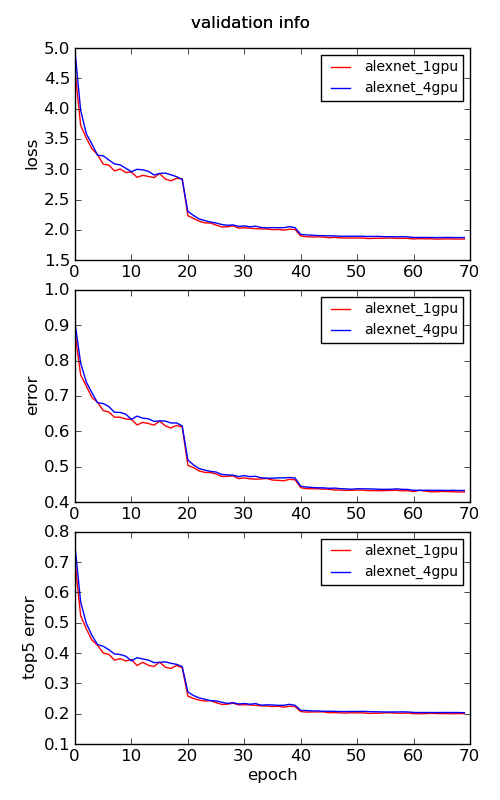 validation info
5.0
4.5
4.0
3.5
3.0
2.5
2.0
1.5
loss
alexnet_1gpu
alexnet_4gpu
0 10 20 30 40 50 60 70
1.0
0.9
0.8
0.7
0.6
0.5
0.4
error
alexnet_1gpu
alexnet_4gpu
0 10 20 30 40 50 60 70
0.8
0.7
0.6
0.5
0.4
0.3
0.2
0.1
top5 error
alexnet_1gpu
alexnet_4gpu
0 10 20 30 40 50 60 70
epoch